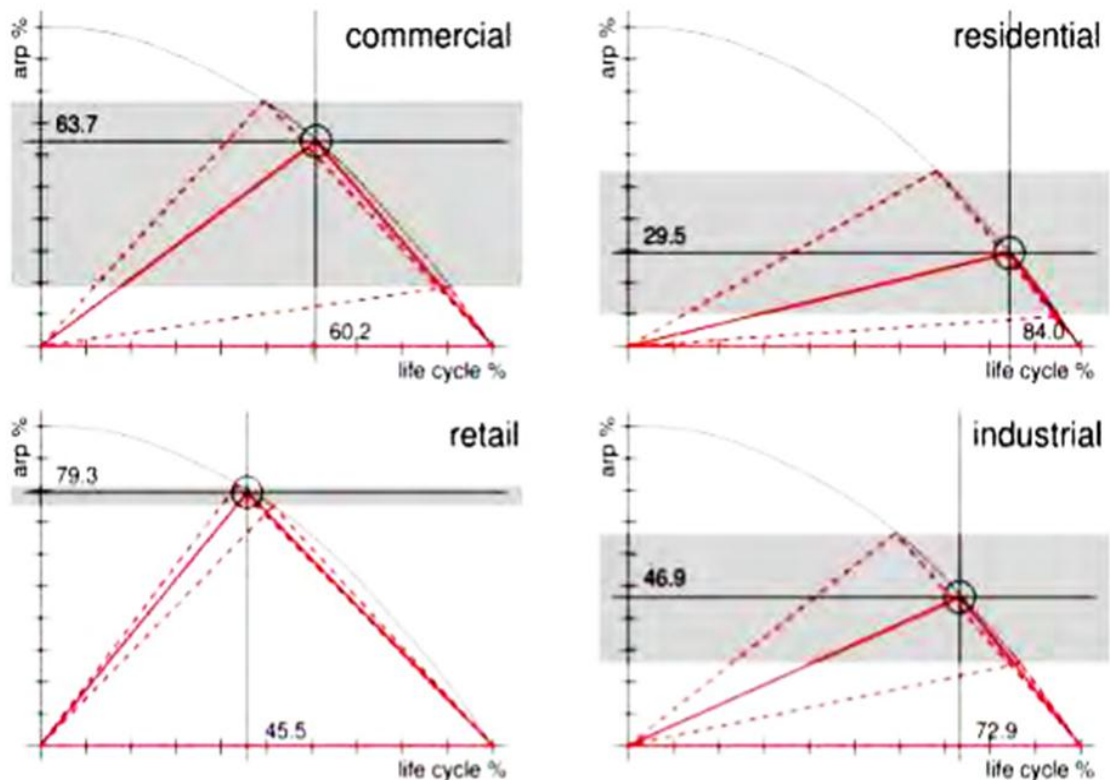 commercial
arp %
63.7
60.2
life cycle %
residential
arp %
29.5
84.0
life cycle %
retail
arp %
79.3
45.5
life cycle %
industrial
arp %
46.9
72.9
life cycle %